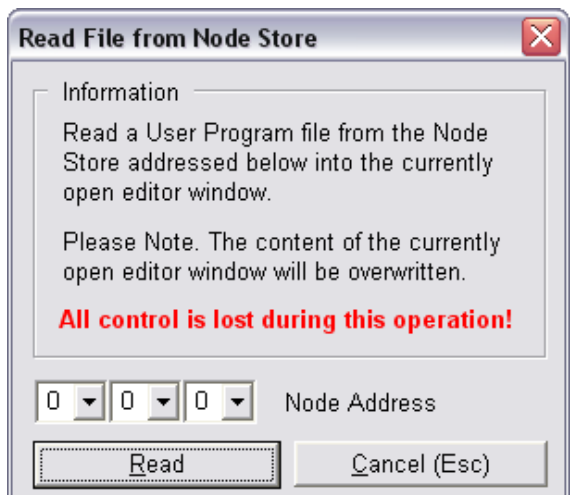 Read File from Node Store
Information
Read a User Program file from the Node
Store addressed below into the currently
open editor window.
Please Note. The content of the currently
open editor window will be overwritten.
All control is lost during this operation!
0 0 0 Node Address
Read Cancel (Esc)